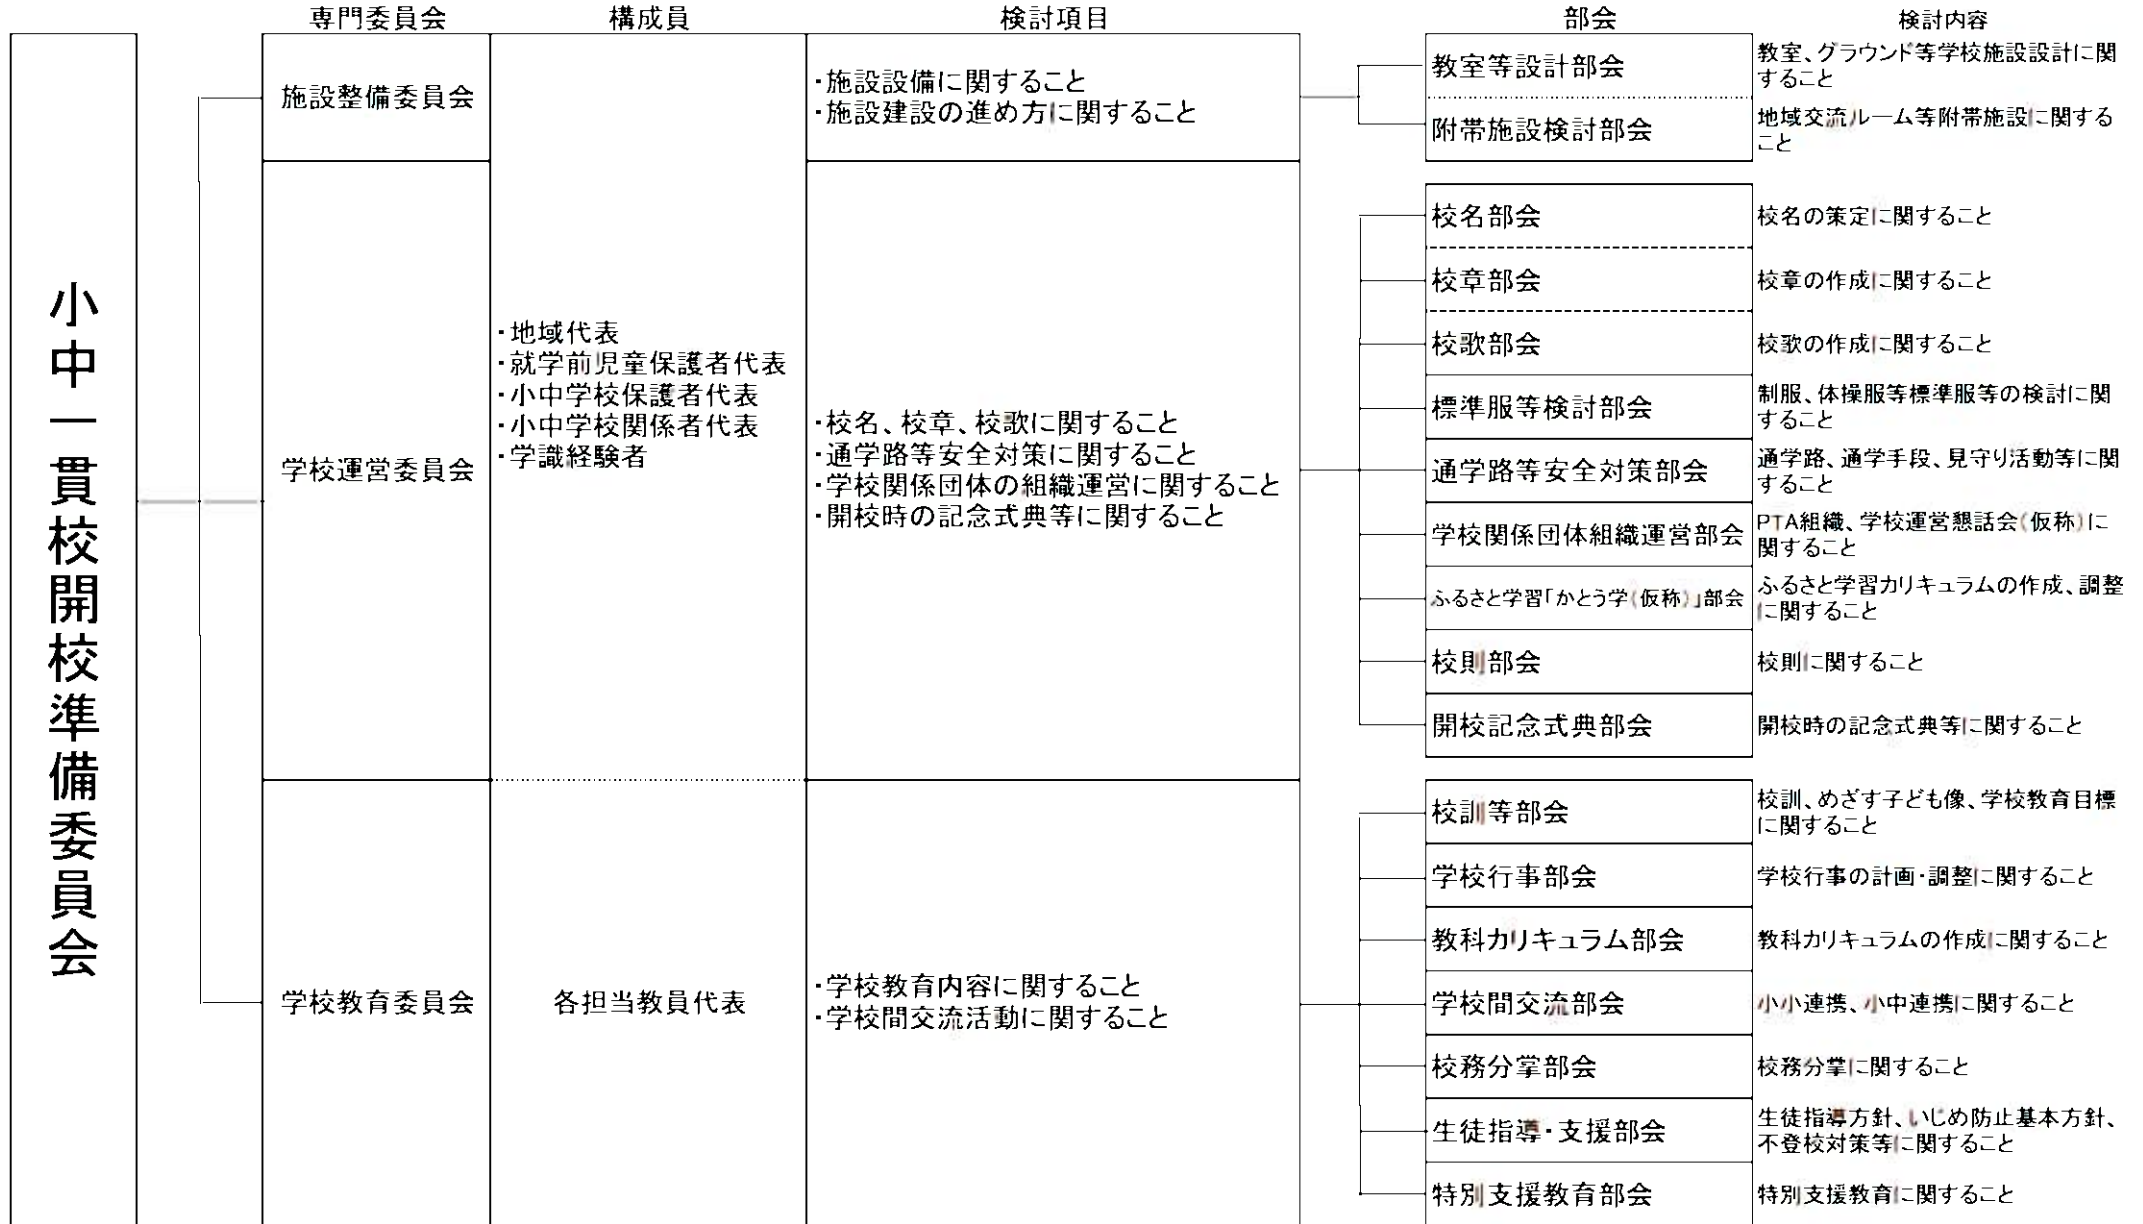 専門委員会
構成員
検討項目
部会
検討内容
小中一貫校開校準備委員会
施設整備委員会
・施設設備に関すること
・施設建設の進め方に関すること
教室等設計部会
教室、グラウンド等学校施設設計に関
すること
附帯施設検討部会
地域交流ルーム等附帯施設に関する
こと
学校運営委員会
・地域代表
・就学前児童保護者代表
・小中学校保護者代表
・小中学校関係者代表
・学識経験者
・校名、校章、校歌に関すること
・通学路等安全対策に関すること
・学校関係団体の組織運営に関すること
・開校時の記念式典等に関すること
校名部会
校名の策定に関すること
校章部会
校章の作成に関すること
校歌部会
校歌の作成に関すること
標準服等検討部会
制服、体操服等標準服等の検討に関
すること
通学路等安全対策部会
通学路、通学手段、見守り活動等に関
すること
学校関係団体組織運営部会
PTA組織、学校運営懇話会(仮称)に
関すること
ふるさと学習「かとう学(仮称)」部会
ふるさと学習カリキュラムの作成、調整
に関すること
校則部会
校則に関すること
開校記念式典部会
開校時の記念式典等に関すること
学校教育委員会
各担当教員代表
・学校教育内容に関すること
・学校間交流活動に関すること
校訓等部会
校訓、めざす子ども像、学校教育目標
に関すること
学校行事部会
学校行事の計画・調整に関すること
教科カリキュラム部会
教科カリキュラムの作成に関すること
学校間交流部会
小小連携、小中連携に関すること
校務分掌部会
校務分掌に関すること
生徒指導・支援部会
生徒指導方針、いじめ防止基本方針、
不登校対策等に関すること
特別支援教育部会
特別支援教育に関すること